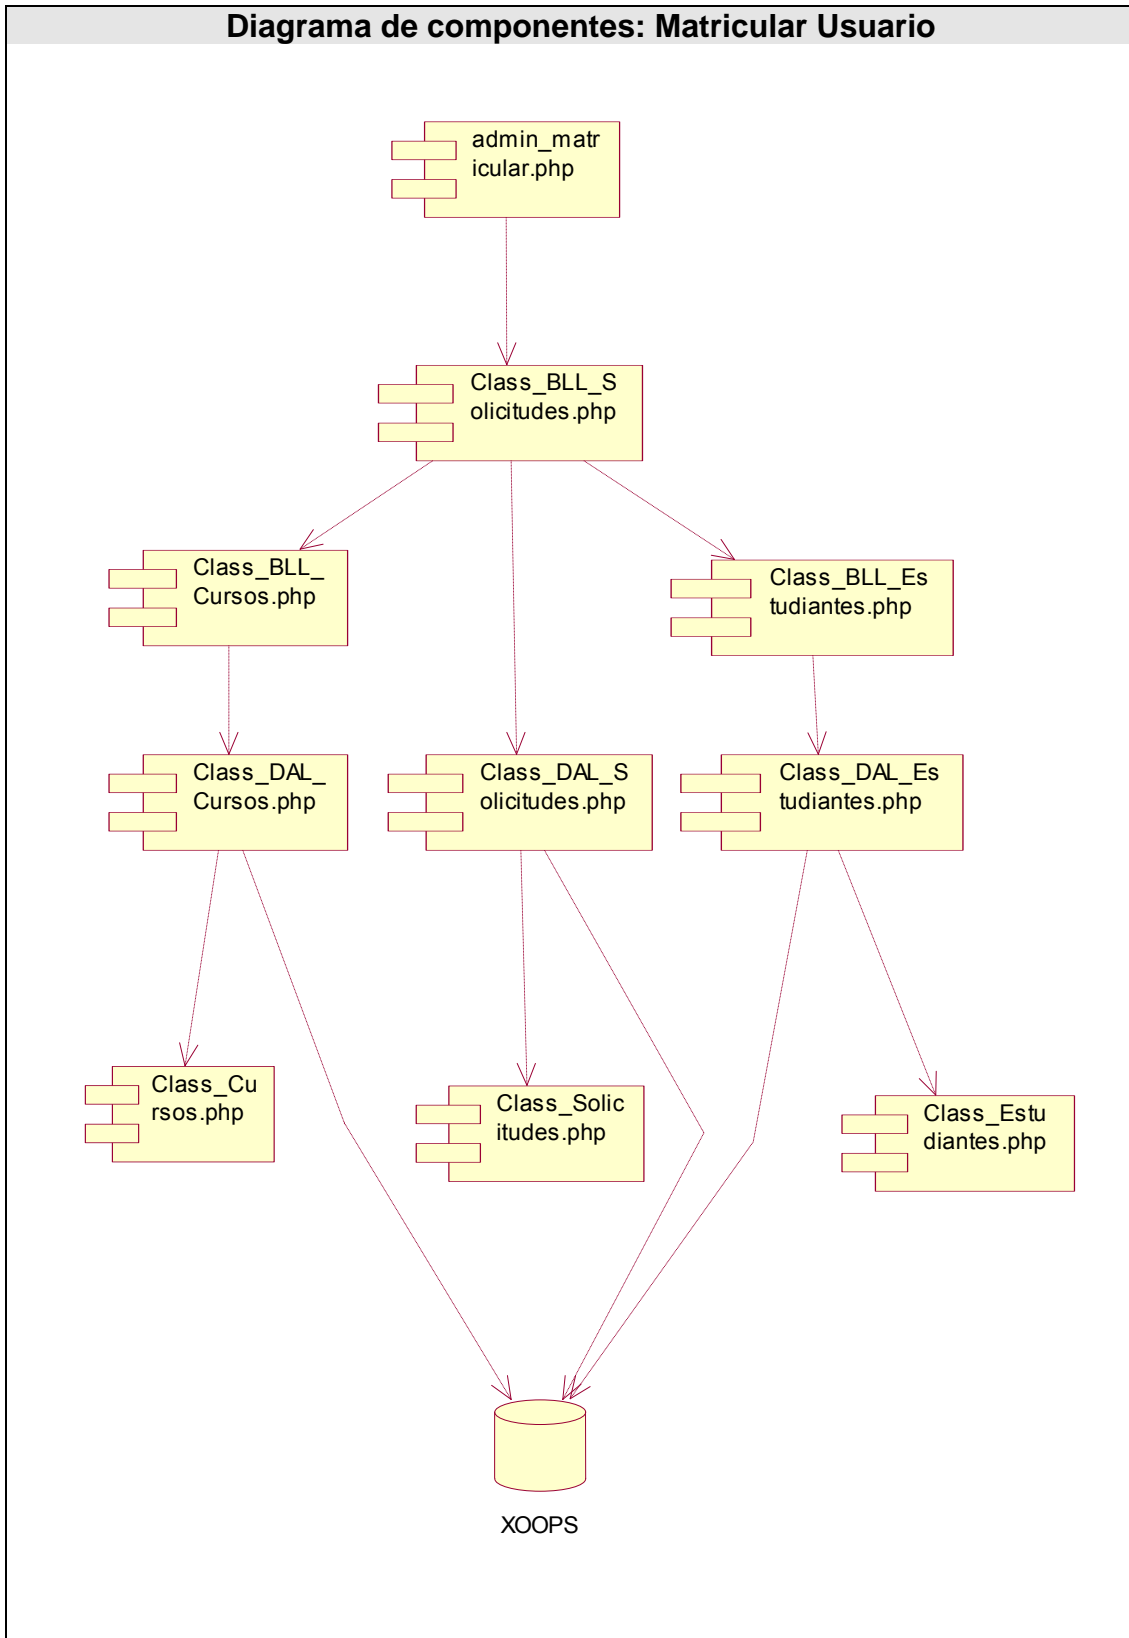 Diagrama de componentes: Matricular Usuario
admin_matr
icular.php
Class_BLL_S
olicitudes.php
Class_BLL_
Cursos.php
Class_BLL_Es
tudiantes.php
Class_DAL_
Cursos.php
Class_DAL_S
olicitudes.php
Class_DAL_Es
tudiantes.php
Class_Cu
rsos.php
Class_Solic
itudes.php
Class_Estu
diantes.php
XOOPS